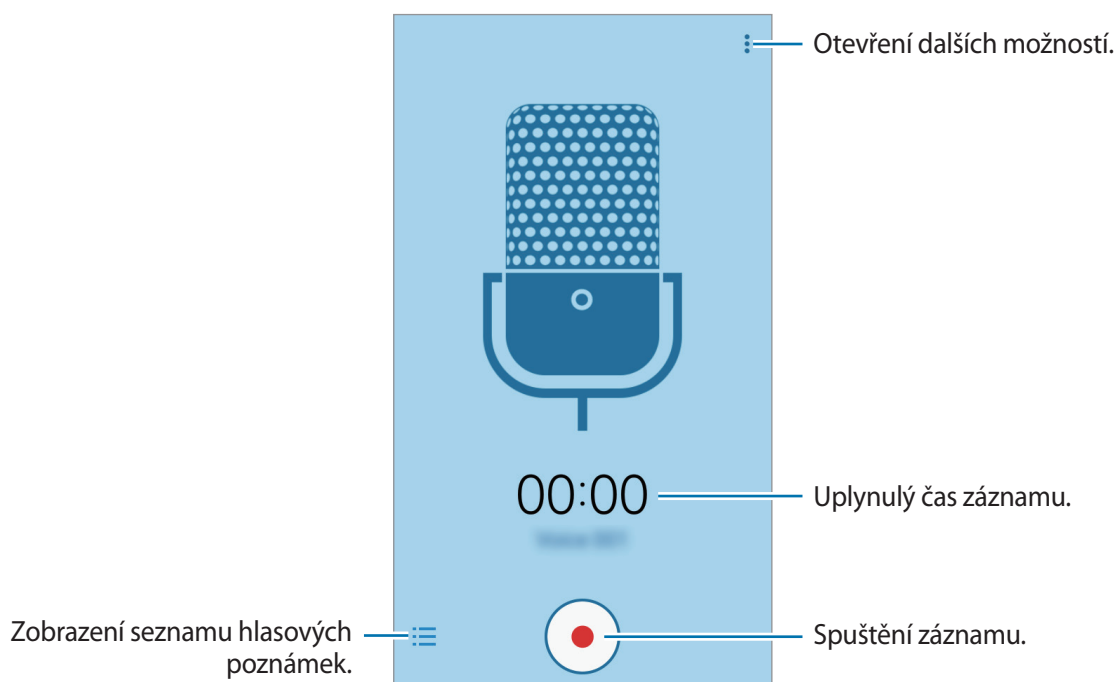 Otevření dalších možností.
00:00
Uplynulý čas záznamu.
Zobrazení seznamu hlasových
poznámek.
Spuštění záznamu.